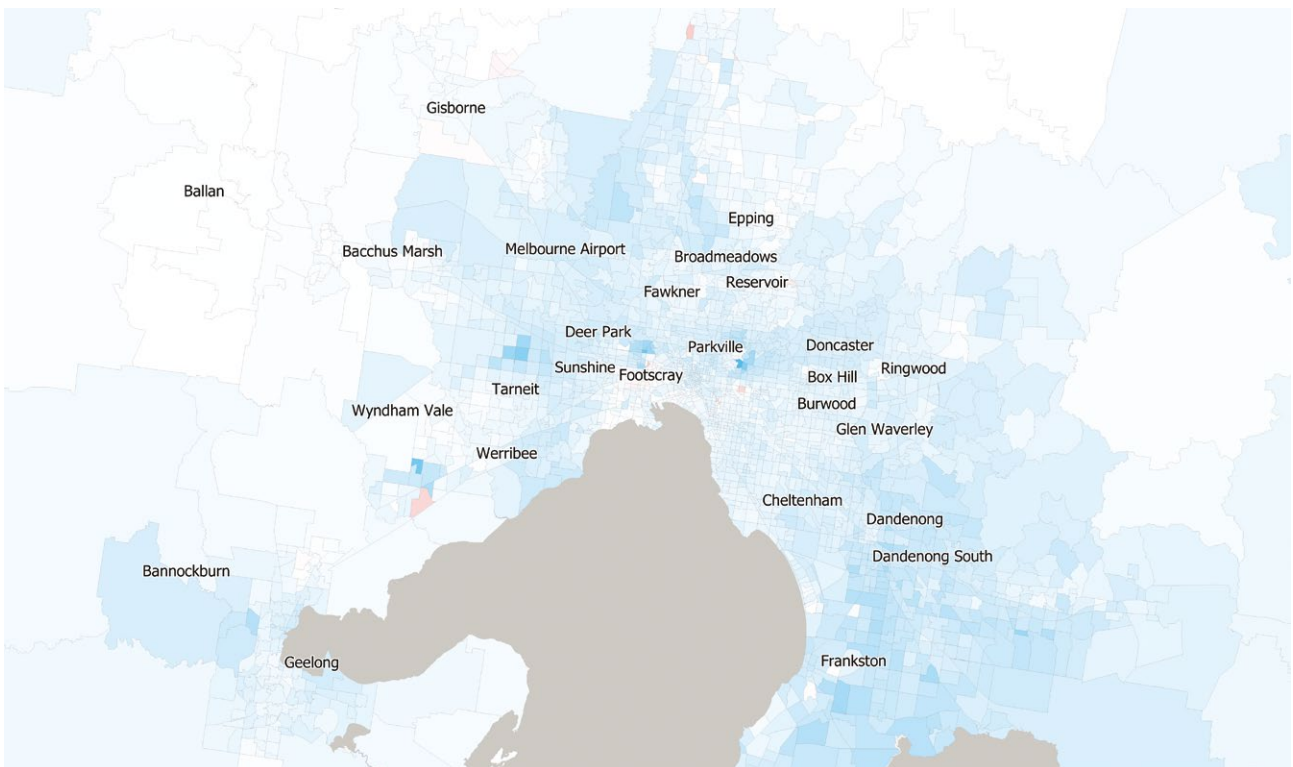 Gisborne
Ballan
Epping
Bacchus Marsh
Melbourne Airport
Broadmeadows
Reservoir
Fawkner
Deer Park
Parkville
Doncaster
Sunshine
Footscray
Box Hill
Ringwood
Tarneit
Burwood
Wyndham Vale
Glen Waverley
Werribee
Cheltenham
Dandenong
Dandenong South
Bannockburn
Geelong
Frankston